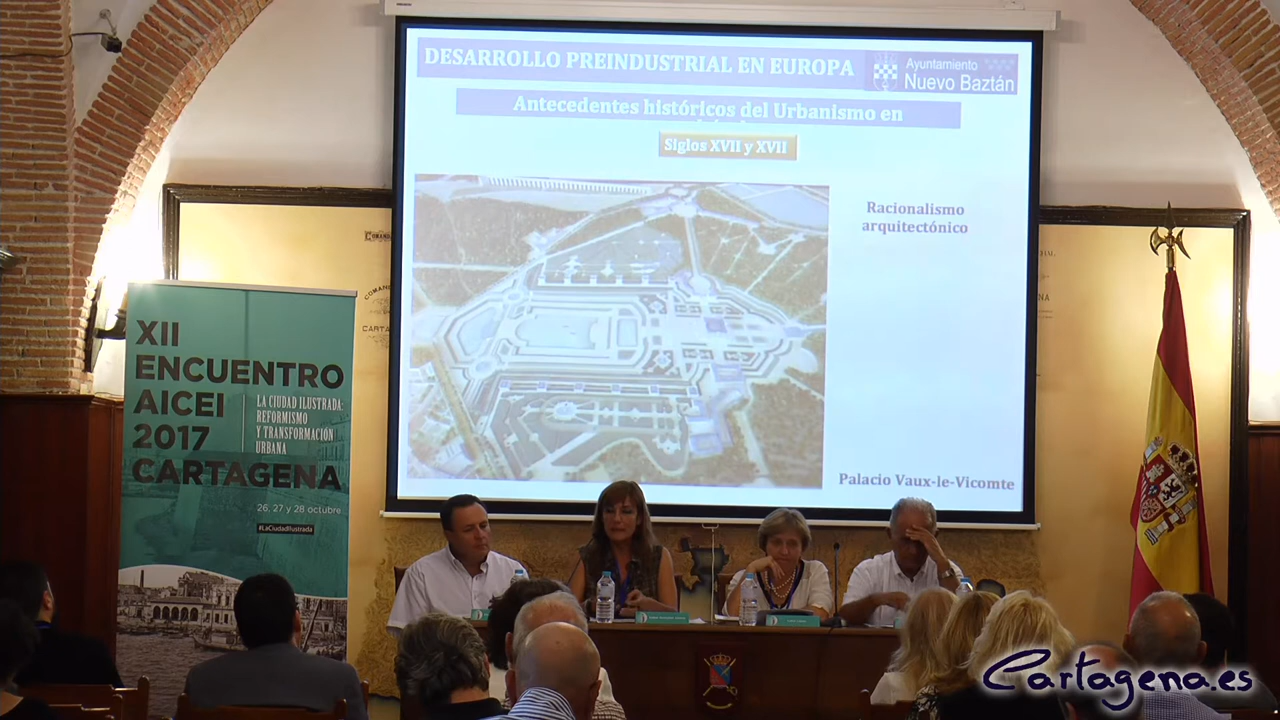 DESARROLLO PREINDUSTRIAL EN EUROPA
Ayuntamiento
Nuevo Baztán
Antecedentes históricos del Urbanismo en
Siglos XVII y XVII
Racionalismo
arquitectónico
Palacio Vaux-le-Vicomte
XII
ENCUENTRO
AICEI
2017
CARTAGENA
LA CIUDAD ILUSTRADA:
REFORMISMO
Y TRANSFORMACIÓN
URBANA
26, 27 y 28 octubre
#LaCiudadIlustrada
Cartagena.es